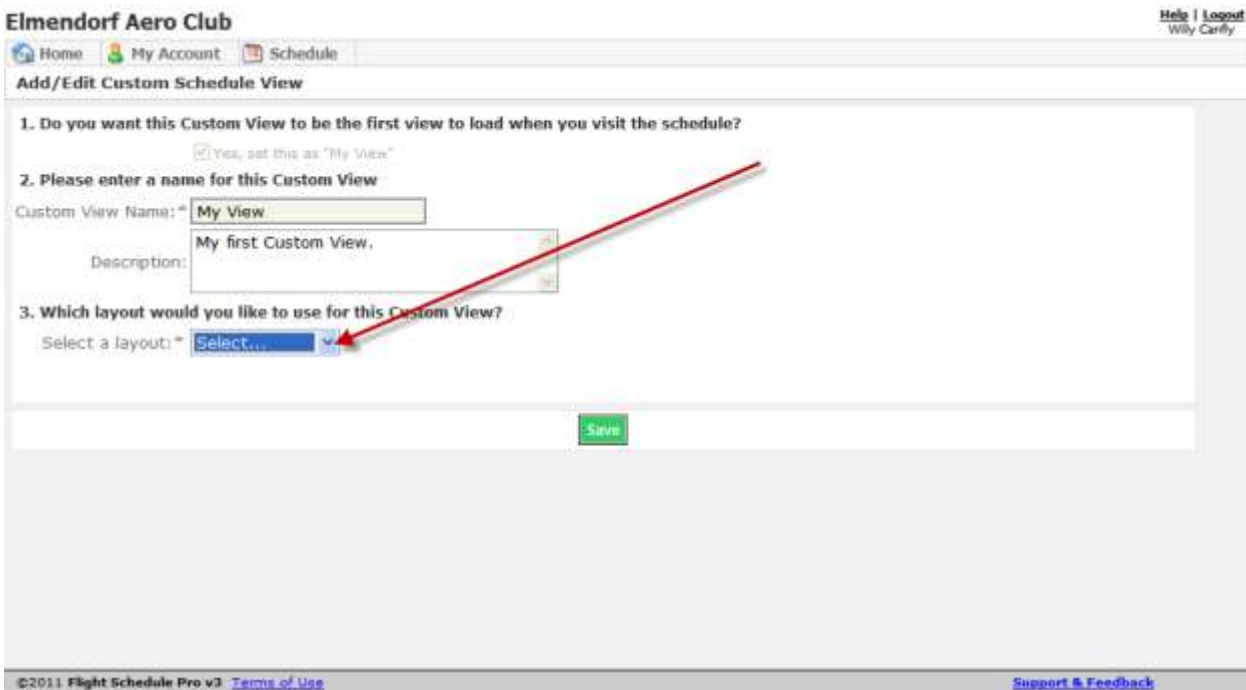 Elmendorf Aero Club
Help | Logout
Willy Canfly
Home My Account Schedule
Add/Edit Custom Schedule View
1. Do you want this Custom View to be the first view to load when you visit the schedule?
Yes, set this as "My View"
2. Please enter a name for this Custom View
Custom View Name:* My View
Description: My first Custom View.
3. Which layout would you like to use for this Custom View?
Select a layout:* Select...
Save
©2011 Flight Schedule Pro v3 Terms of Use Support & Feedback